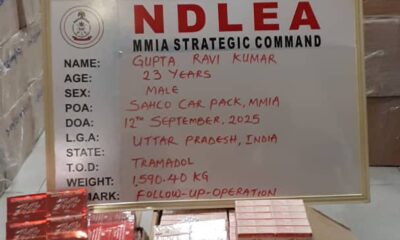 NDLEA
MMIA STRATEGIC COMMAND
NAME: GUPTA RAVI KUMAR
AGE: 23 YEARS
SEX: MALE
POA: SAHCO CAR PACK, MMIA
DOA: 12TH SEPTEMBER, 2025
L.G.A
STATE: UTTAR PRADESH, INDIA
T.O.D: TRAMADOL
WEIGHT: 1,590.40 KG
MARK: FOLLOW-UP-OPERATION